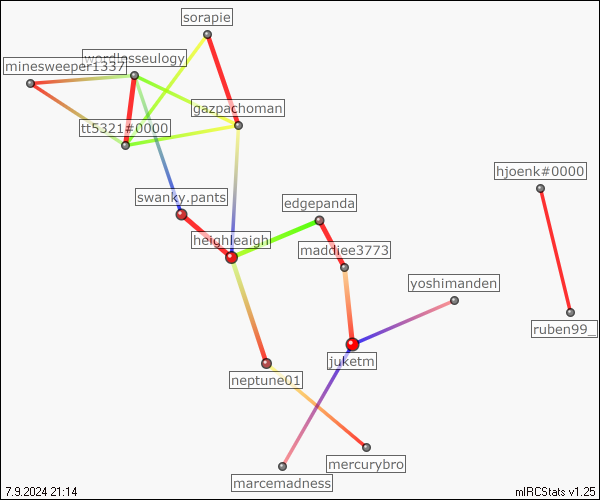 sorapie
wordlesseulogy
minesweeper1337
gazpachoman
tt5321#0000
hjoenk#0000
swanky.pants
edgepanda
heighleaigh
maddiee3773
yoshimanden
ruben99_
juketm
neptune01
mercurybro
marcemadness
7.9.2024 21:14
mIRCStats v1.25